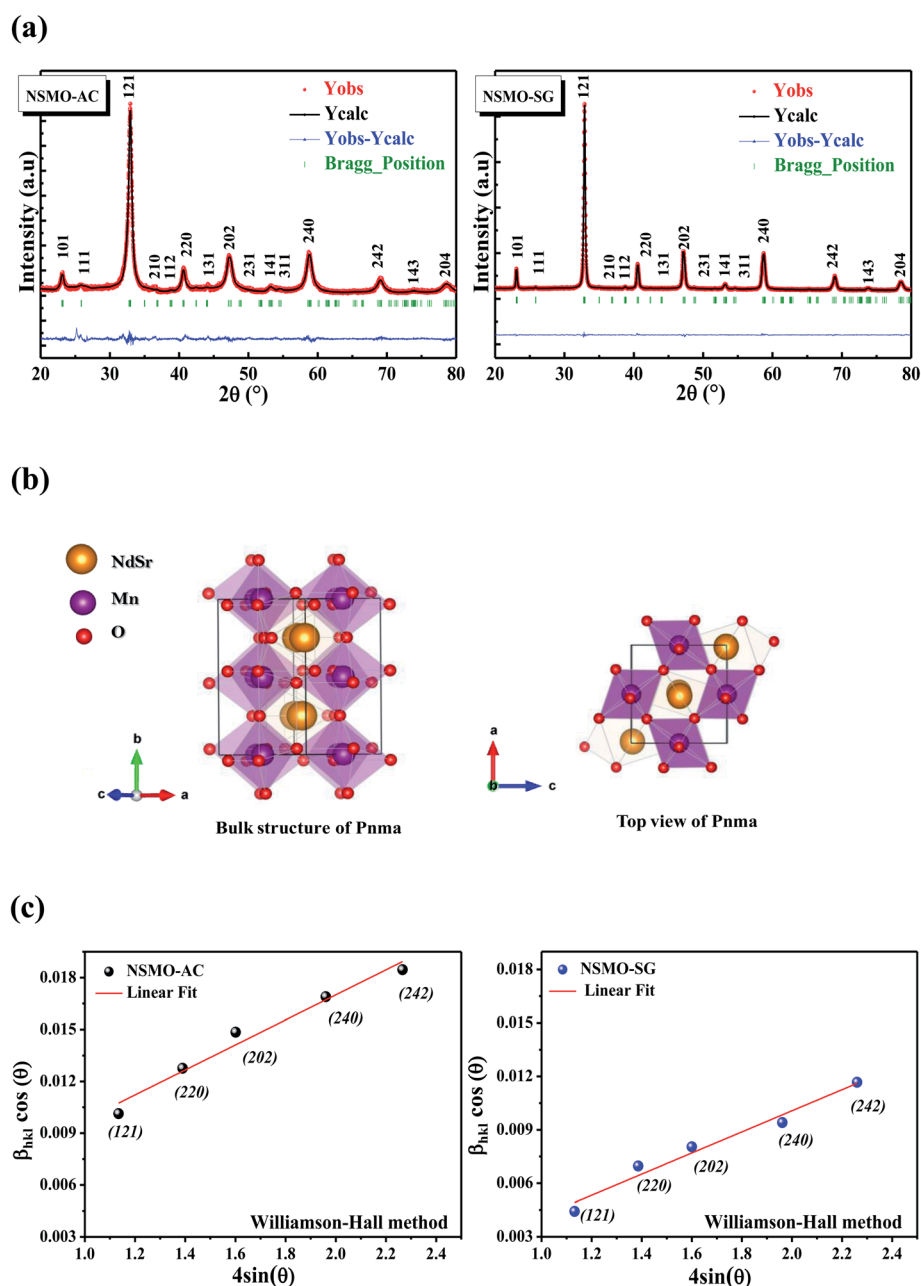 (a)
NSMO-AC
Yobs
Ycalc
Yobs-Ycalc
Bragg_Position
Intensity (a.u)
101
111
121
210
112
220
131
202
231
141
311
240
242
143
204
20 30 40 50 60 70 80
2θ (°)
NSMO-SG
Yobs
Ycalc
Yobs-Ycalc
Bragg_Position
Intensity (a.u)
101
111
121
210
112
220
131
202
231
141
311
240
242
143
204
20 30 40 50 60 70 80
2θ (°)
(b)
NdSr
Mn
O
b
c
a
Bulk structure of Pnma
a
b
c
Top view of Pnma
(c)
NSMO-AC
Linear Fit
βhkl cos (θ)
0.018
0.015
0.012
0.009
0.006
0.003
(121)
(220)
(202)
(240)
(242)
Williamson-Hall method
1.0 1.2 1.4 1.6 1.8 2.0 2.2 2.4
4sin(θ)
NSMO-SG
Linear Fit
βhkl cos (θ)
0.018
0.015
0.012
0.009
0.006
0.003
(121)
(220)
(202)
(240)
(242)
Williamson-Hall method
1.0 1.2 1.4 1.6 1.8 2.0 2.2 2.4
4sin(θ)